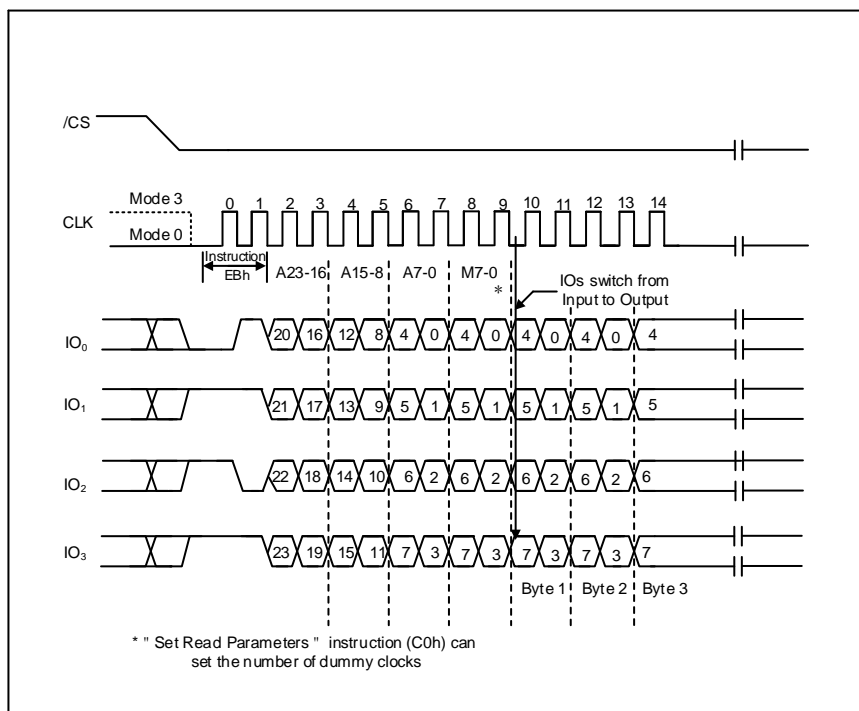 /CS
Mode 3
0 1 2 3 4 5 6 7 8 9 10 11 12 13 14
CLK
Mode 0
Instruction
EBh
A23-16 A15-8 A7-0 M7-0
*
IOs switch from
Input to Output
IO0 20 16 12 8 4 0 4 0 4 0 4 0 4
IO1 21 17 13 9 5 1 5 1 5 1 5 1 5
IO2 22 18 14 10 6 2 6 2 6 2 6 2 6
IO3 23 19 15 11 7 3 7 3 7 3 7 3 7
Byte 1 Byte 2 Byte 3
* " Set Read Parameters " instruction (C0h) can
set the number of dummy clocks